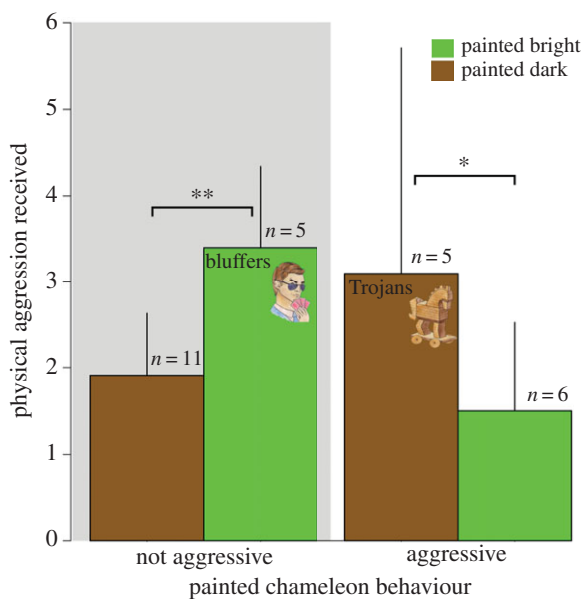 6
5
4
3
2
1
0
physical aggression received
painted bright
painted dark
**
*
n = 5
bluffers
n = 11
n = 5
Trojans
n = 6
not aggressive
aggressive
painted chameleon behaviour